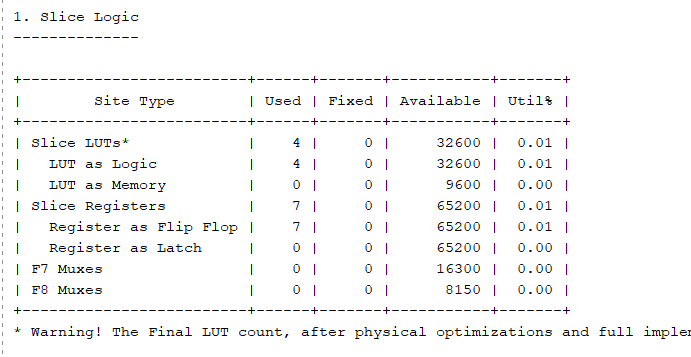 1. Slice Logic
--------------
+-------------------------+------+-------+-----------+-------+
|        Site Type        | Used | Fixed | Available | Util% |
+-------------------------+------+-------+-----------+-------+
| Slice LUTs*             |    4 |     0 |     32600 |  0.01 |
|   LUT as Logic          |    4 |     0 |     32600 |  0.01 |
|   LUT as Memory         |    0 |     0 |      9600 |  0.00 |
| Slice Registers         |    7 |     0 |     65200 |  0.01 |
|   Register as Flip Flop |    7 |     0 |     65200 |  0.01 |
|   Register as Latch     |    0 |     0 |     65200 |  0.00 |
| F7 Muxes                |    0 |     0 |     16300 |  0.00 |
| F8 Muxes                |    0 |     0 |      8150 |  0.00 |
+-------------------------+------+-------+-----------+-------+
* Warning! The Final LUT count, after physical optimizations and full